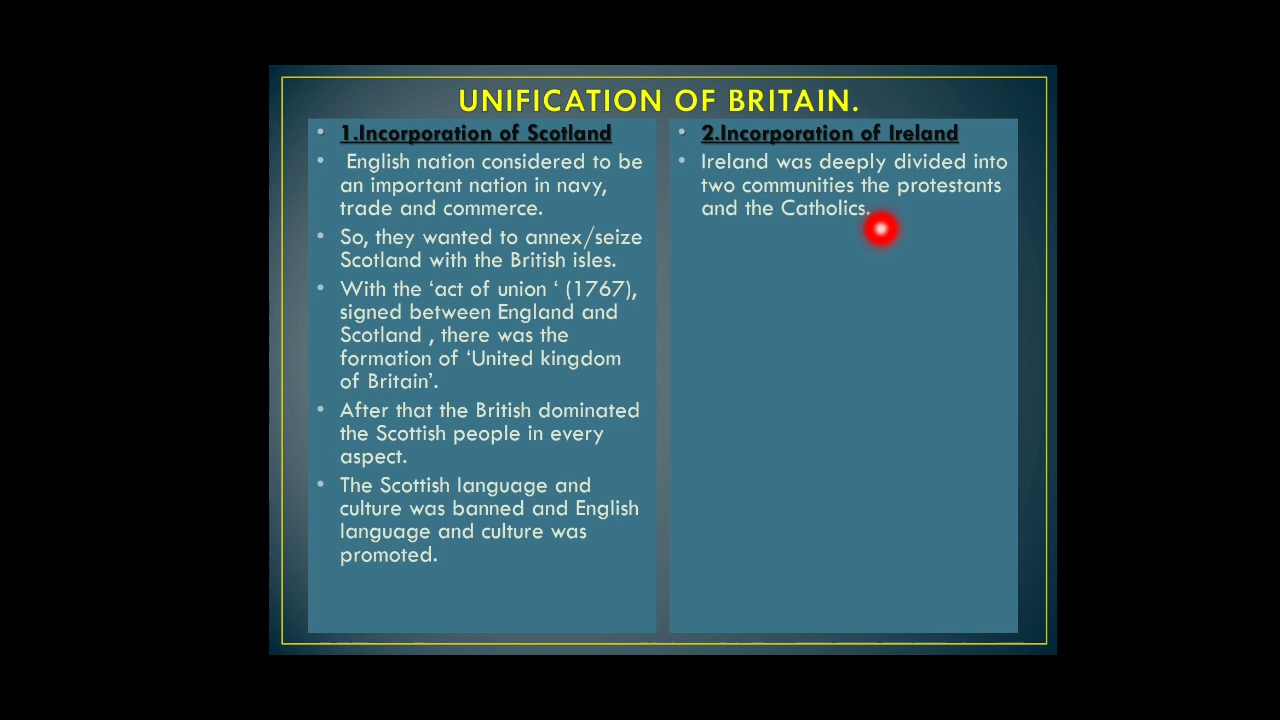 UNIFICATION OF BRITAIN.
• 1.Incorporation of Scotland
• English nation considered to be
an important nation in navy,
trade and commerce.
• So, they wanted to annex/seize
Scotland with the British isles.
• With the ‘act of union ‘ (1767),
signed between England and
Scotland , there was the
formation of ‘United kingdom
of Britain’.
• After that the British dominated
the Scottish people in every
aspect.
• The Scottish language and
culture was banned and English
language and culture was
promoted.
• 2.Incorporation of Ireland
• Ireland was deeply divided into
two communities the protestants
and the Catholics.